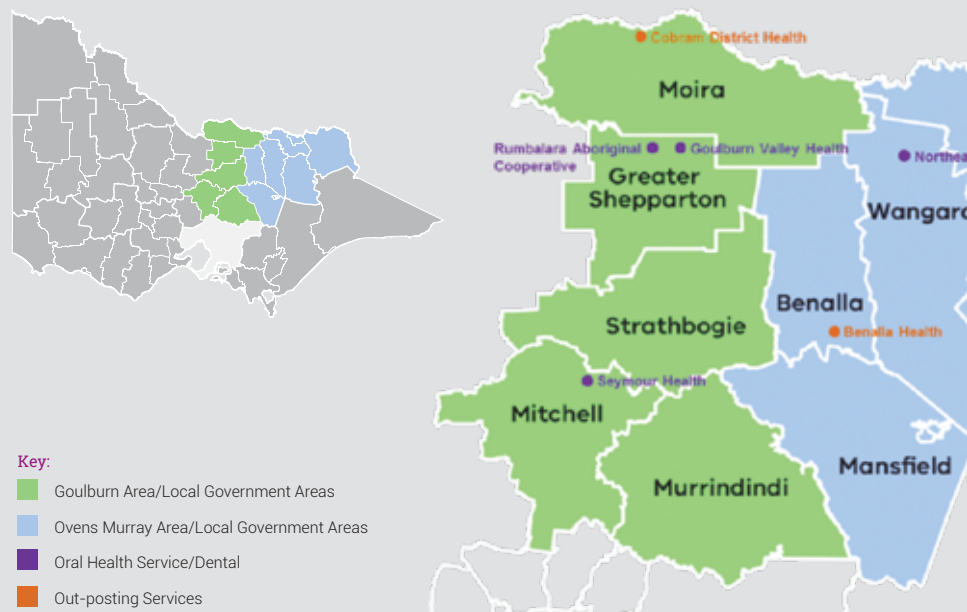 Cobram District Health
Moira
Rumbalara Aboriginal
Cooperative
Goulburn Valley Health
Greater
Shepparton
Wangar
Benalla
Benalla Health
Strathbogie
Seymour Health
Mitchell
Mansfield
Murrindindi
Key:
Goulburn Area/Local Government Areas
Ovens Murray Area/Local Government Areas
Oral Health Service/Dental
Out-posting Services